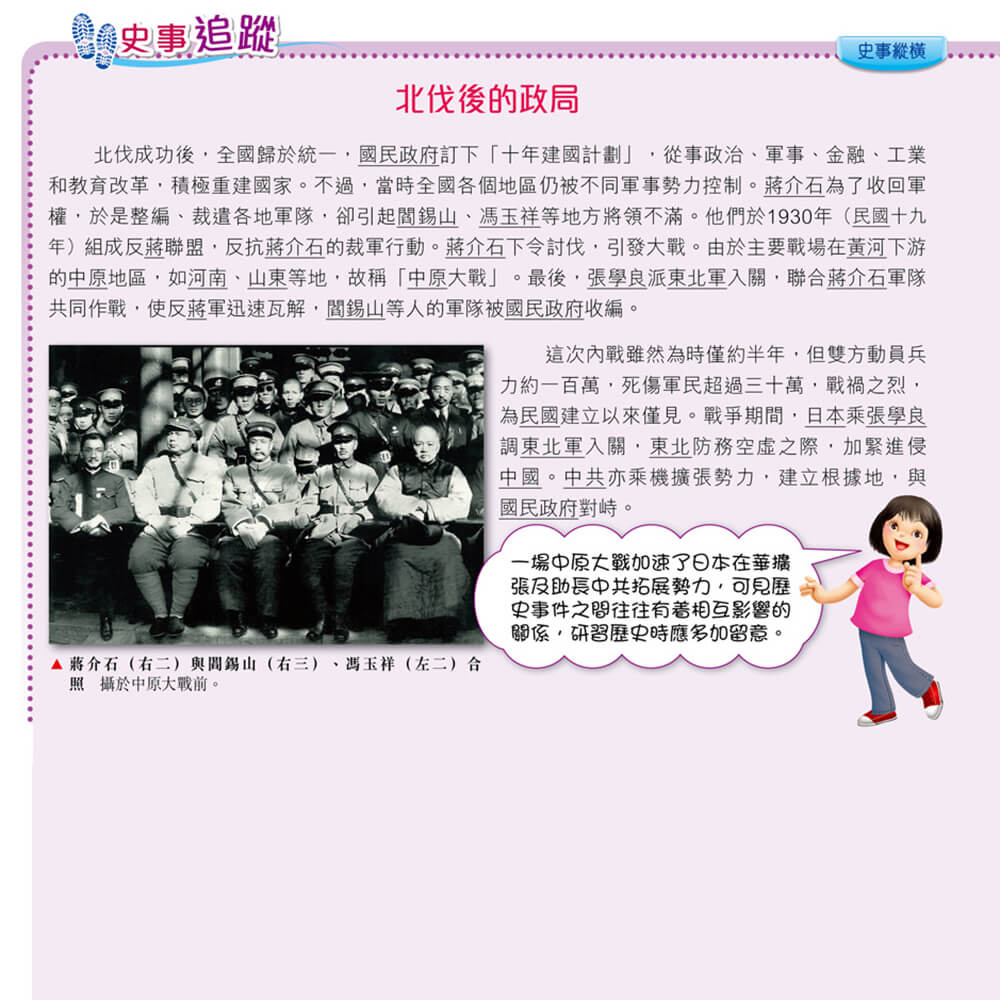 史事追蹤
史事縱橫
北伐後的政局
北伐成功後，全國歸於統一，國民政府訂下「十年建國計劃」，從事政治、軍事、金融、工業
和教育改革，積極重建國家。不過，當時全國各個地區仍被不同軍事勢力控制。蔣介石為了收回軍
權，於是整編、裁遣各地軍隊，卻引起閻錫山、馮玉祥等地方將領不滿。他們於1930年（民國十九
年）組成反蔣聯盟，反抗蔣介石的裁軍行動。蔣介石下令討伐，引發大戰。由於主要戰場在黃河下游
的中原地區，如河南、山東等地，故稱「中原大戰」。最後，張學良派東北軍入關，聯合蔣介石軍隊
共同作戰，使反蔣軍迅速瓦解，閻錫山等人的軍隊被國民政府收編。
這次內戰雖然為時僅約半年，但雙方動員兵
力約一百萬，死傷軍民超過三十萬，戰禍之烈，
為民國建立以來僅見。戰爭期間，日本乘張學良
調東北軍入關，東北防務空虛之際，加緊進侵
中國。中共亦乘機擴張勢力，建立根據地，與
國民政府對峙。
一場中原大戰加速了日本在華擴
張及助長中共拓展勢力，可見歷
史事件之間往往有着相互影響的
關係，研習歷史時應多加留意。
▲ 蔣介石（右二）與閻錫山（右三）、馮玉祥（左二）合
照 攝於中原大戰前。